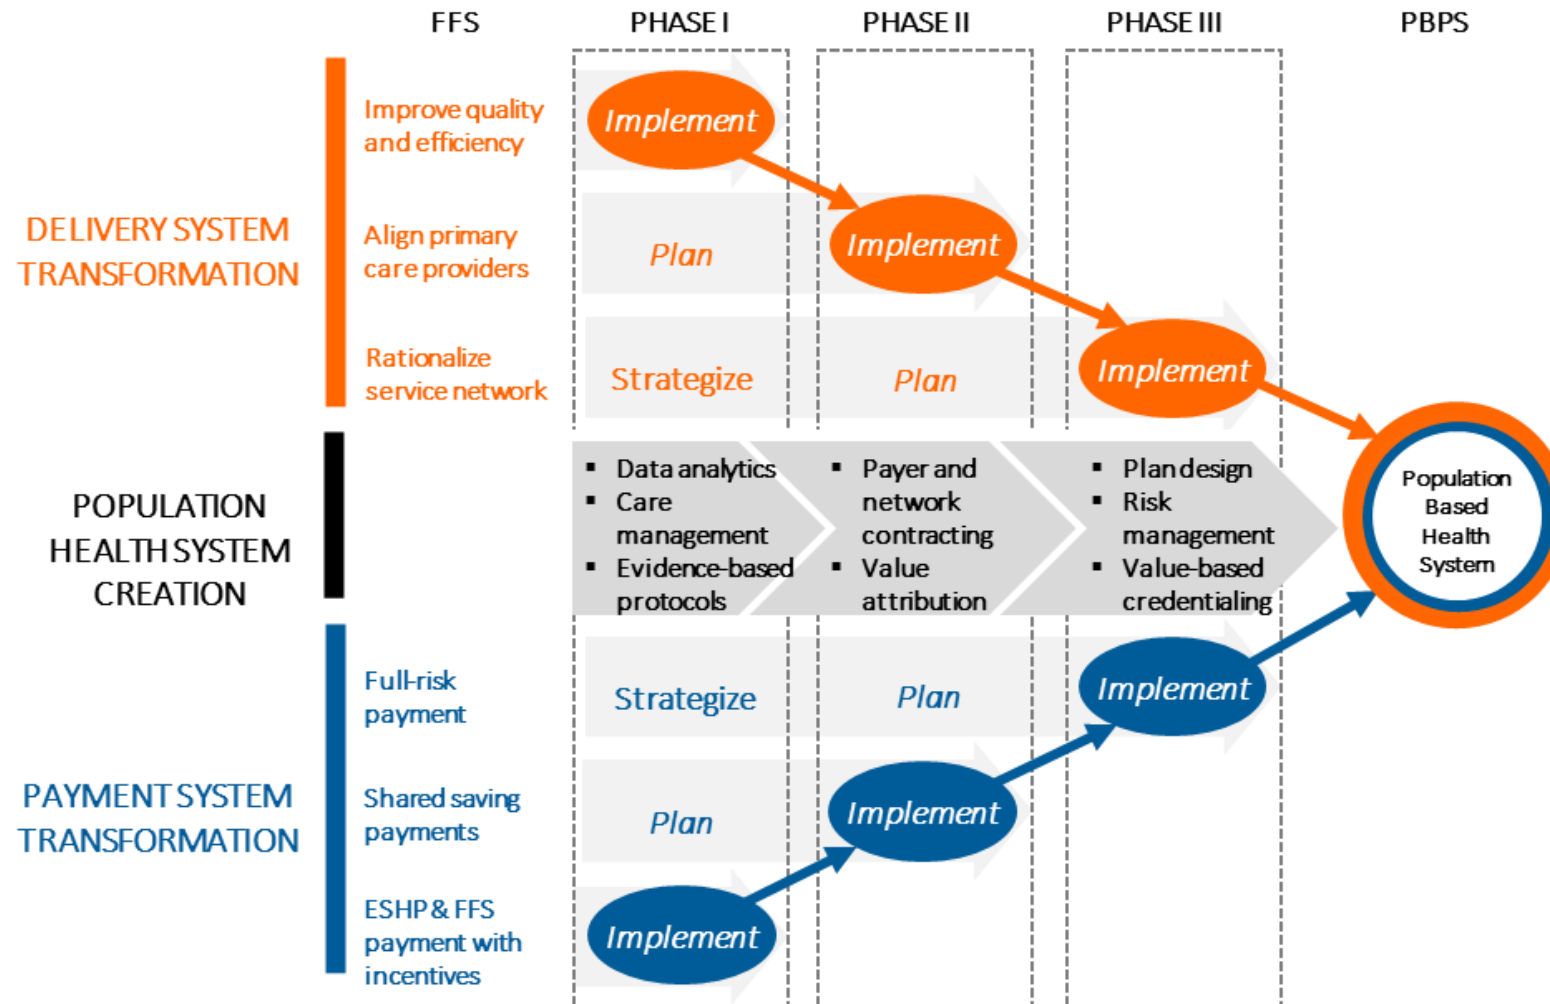 FFS PHASE I PHASE II PHASE III PBPS
DELIVERY SYSTEM
TRANSFORMATION
Improve quality
and efficiency
Implement
Align primary
care providers
Plan
Implement
Rationalize
service network
Strategize
Plan
Implement
POPULATION
HEALTH SYSTEM
CREATION
▪ Data analytics
▪ Care
management
▪ Evidence-based
protocols
▪ Payer and
network
contracting
▪ Value
attribution
▪ Plan design
▪ Risk
management
▪ Value-based
credentialing
Population
Based
Health
System
PAYMENT SYSTEM
TRANSFORMATION
Full-risk
payment
Strategize
Plan
Implement
Shared saving
payments
Plan
Implement
ESHP & FFS
payment with
incentives
Implement